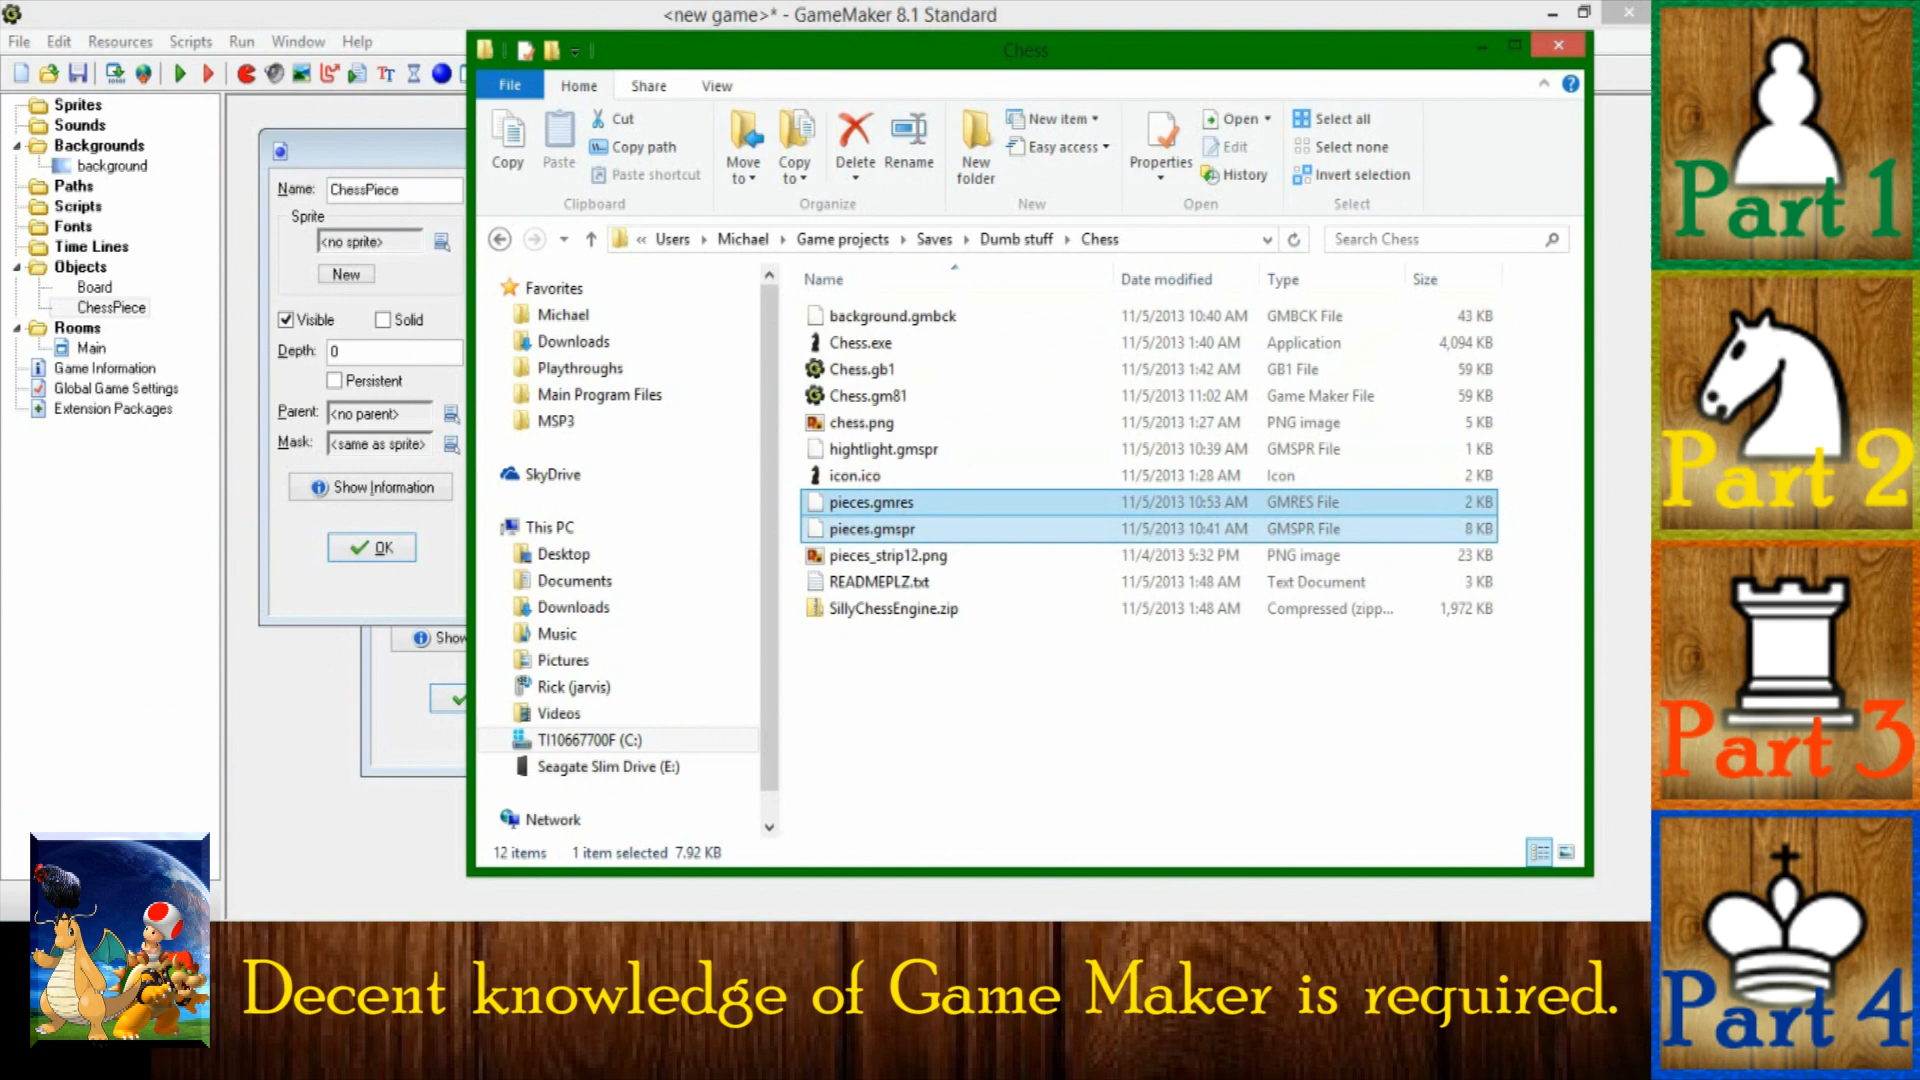 <new game>* - GameMaker 8.1 Standard
File Edit Resources Scripts Run Window Help
Sprites
Sounds
Backgrounds
background
Paths
Scripts
Fonts
Time Lines
Objects
Board
ChessPiece
Rooms
Main
Game Information
Global Game Settings
Extension Packages
Name: ChessPiece
Sprite
<no sprite>
New
Visible Solid
Depth: 0
Persistent
Parent: <no parent>
Mask: <same as sprite>
Show Information
OK
Show
Chess
File Home Share View
Copy
Paste
Cut
Copy path
Paste shortcut
Clipboard
Move to
Copy to
Delete
Rename
Organize
New folder
New item
Easy access
New
Properties
Open
Edit
History
Open
Select all
Select none
Invert selection
Select
« Users Michael Game projects Saves Dumb stuff Chess
Search Chess
Favorites
Michael
Downloads
Playthroughs
Main Program Files
MSP3
SkyDrive
This PC
Desktop
Documents
Downloads
Music
Pictures
Rick (jarvis)
Videos
TI10667700F (C:)
Seagate Slim Drive (E:)
Network
Name Date modified Type Size
background.gmbck 11/5/2013 10:40 AM GMBCK File 43 KB
Chess.exe 11/5/2013 1:40 AM Application 4,094 KB
Chess.gb1 11/5/2013 1:42 AM GB1 File 59 KB
Chess.gm81 11/5/2013 11:02 AM Game Maker File 59 KB
chess.png 11/5/2013 1:27 AM PNG image 5 KB
hightlight.gmspr 11/5/2013 10:39 AM GMSPR File 1 KB
icon.ico 11/5/2013 1:28 AM Icon 2 KB
pieces.gmres 11/5/2013 10:53 AM GMRES File 2 KB
pieces.gmspr 11/5/2013 10:41 AM GMSPR File 8 KB
pieces_strip12.png 11/4/2013 5:32 PM PNG image 23 KB
READMEPLZ.txt 11/5/2013 1:48 AM Text Document 3 KB
SillyChessEngine.zip 11/5/2013 1:48 AM Compressed (zipp... 1,972 KB
12 items 1 item selected 7.92 KB
Part 1
Part 2
Part 3
Part 4
Decent knowledge of Game Maker is required.